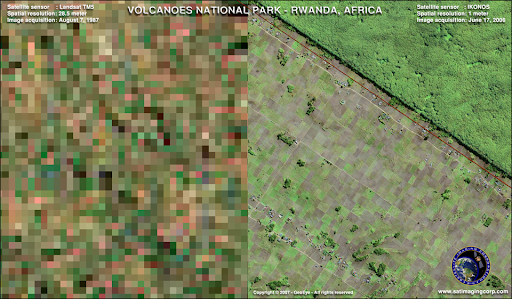 VOLCANOES NATIONAL PARK - RWANDA, AFRICA
Satellite sensor : Landsat TM5
Spatial resolution: 28.5 meter
Image acquisition: August 7, 1987
Satellite sensor : IKONOS
Spatial resolution: 1 meter
Image acquisition: June 17, 2006
Copyright © 2007 - GeoEye - All rights reserved.
www.satimagingcorp.com